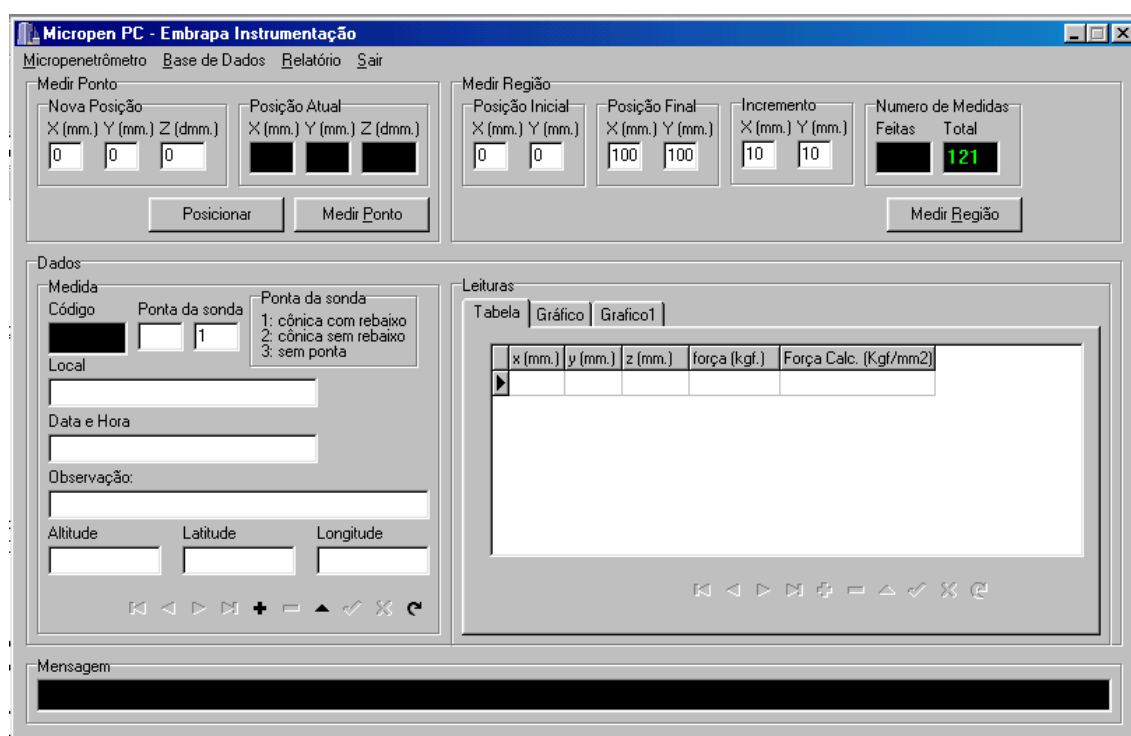 Micropen PC - Embrapa Instrumentação
Micropenetrômetro Base de Dados Relatório Sair
Medir Ponto
Nova Posição
X (mm.) Y (mm.) Z (dmm.)
0 0 0
Posição Atual
X (mm.) Y (mm.) Z (dmm.)
Posicionar Medir Ponto
Medir Região
Posição Inicial
X (mm.) Y (mm.)
0 0
Posição Final
X (mm.) Y (mm.)
100 100
Incremento
X (mm.) Y (mm.)
10 10
Numero de Medidas
Feitas Total
121
Medir Região
Dados
Medida
Código Ponta da sonda
1
Ponta da sonda
1: cônica com rebaixo
2: cônica sem rebaixo
3: sem ponta
Local
Data e Hora
Observação:
Altitude Latitude Longitude
Leituras
Tabela Gráfico Grafico1
x (mm.) y (mm.) z (mm.) força (kgf.) Força Calc. (Kgf/mm2)
Mensagem